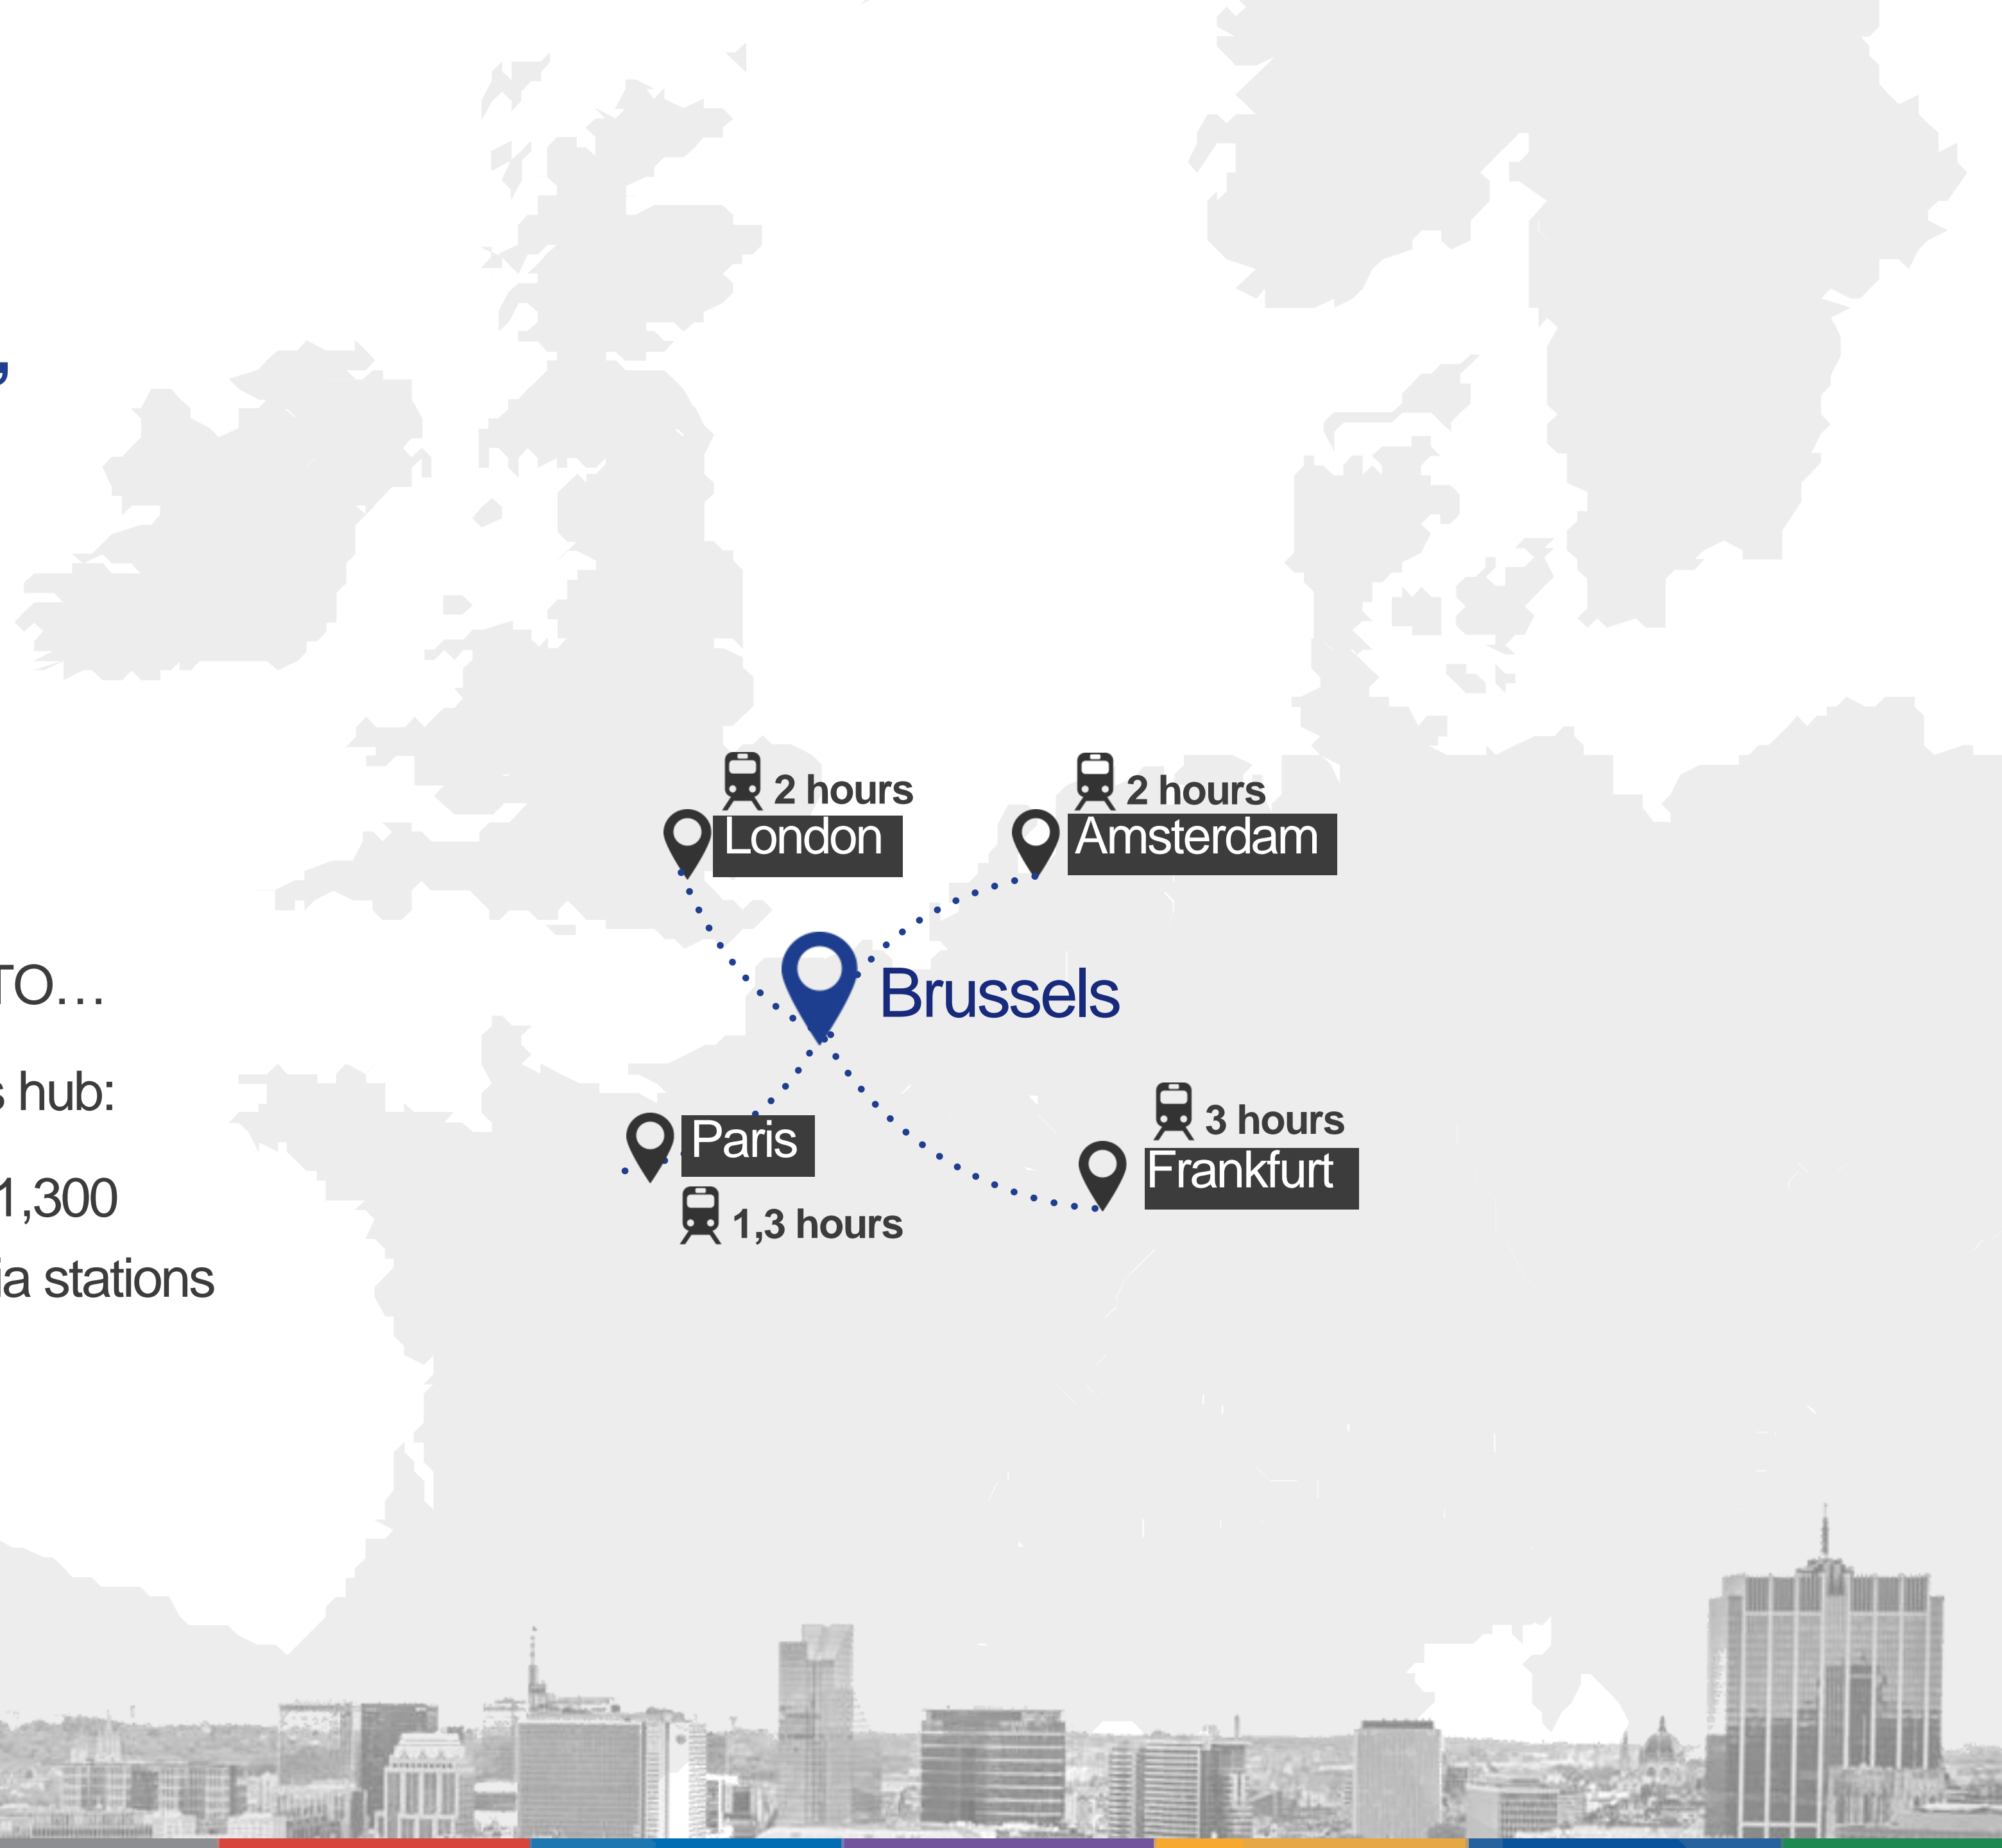 ,
2 hours
London
2 hours
Amsterdam
TO…
Brussels
s hub:
1,300
ia stations
Paris
1,3 hours
3 hours
Frankfurt